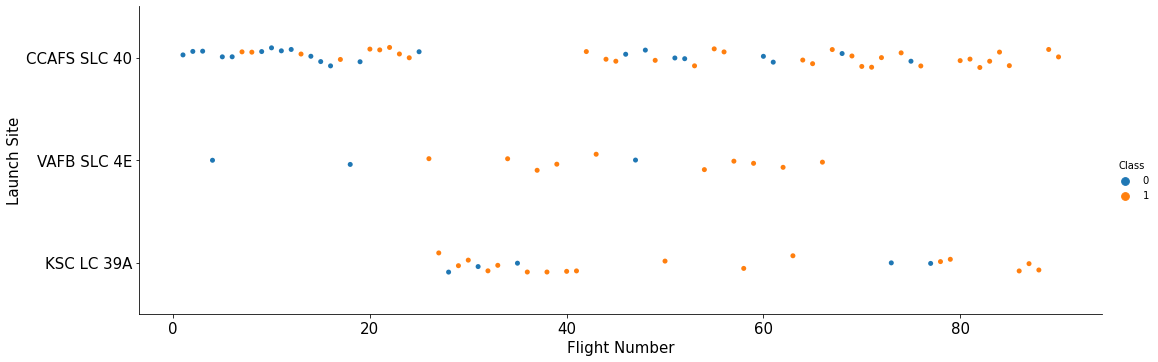 CCAFS SLC 40
VAFB SLC 4E
KSC LC 39A
Launch Site
0 20 40 60 80
Flight Number
Class
0
1